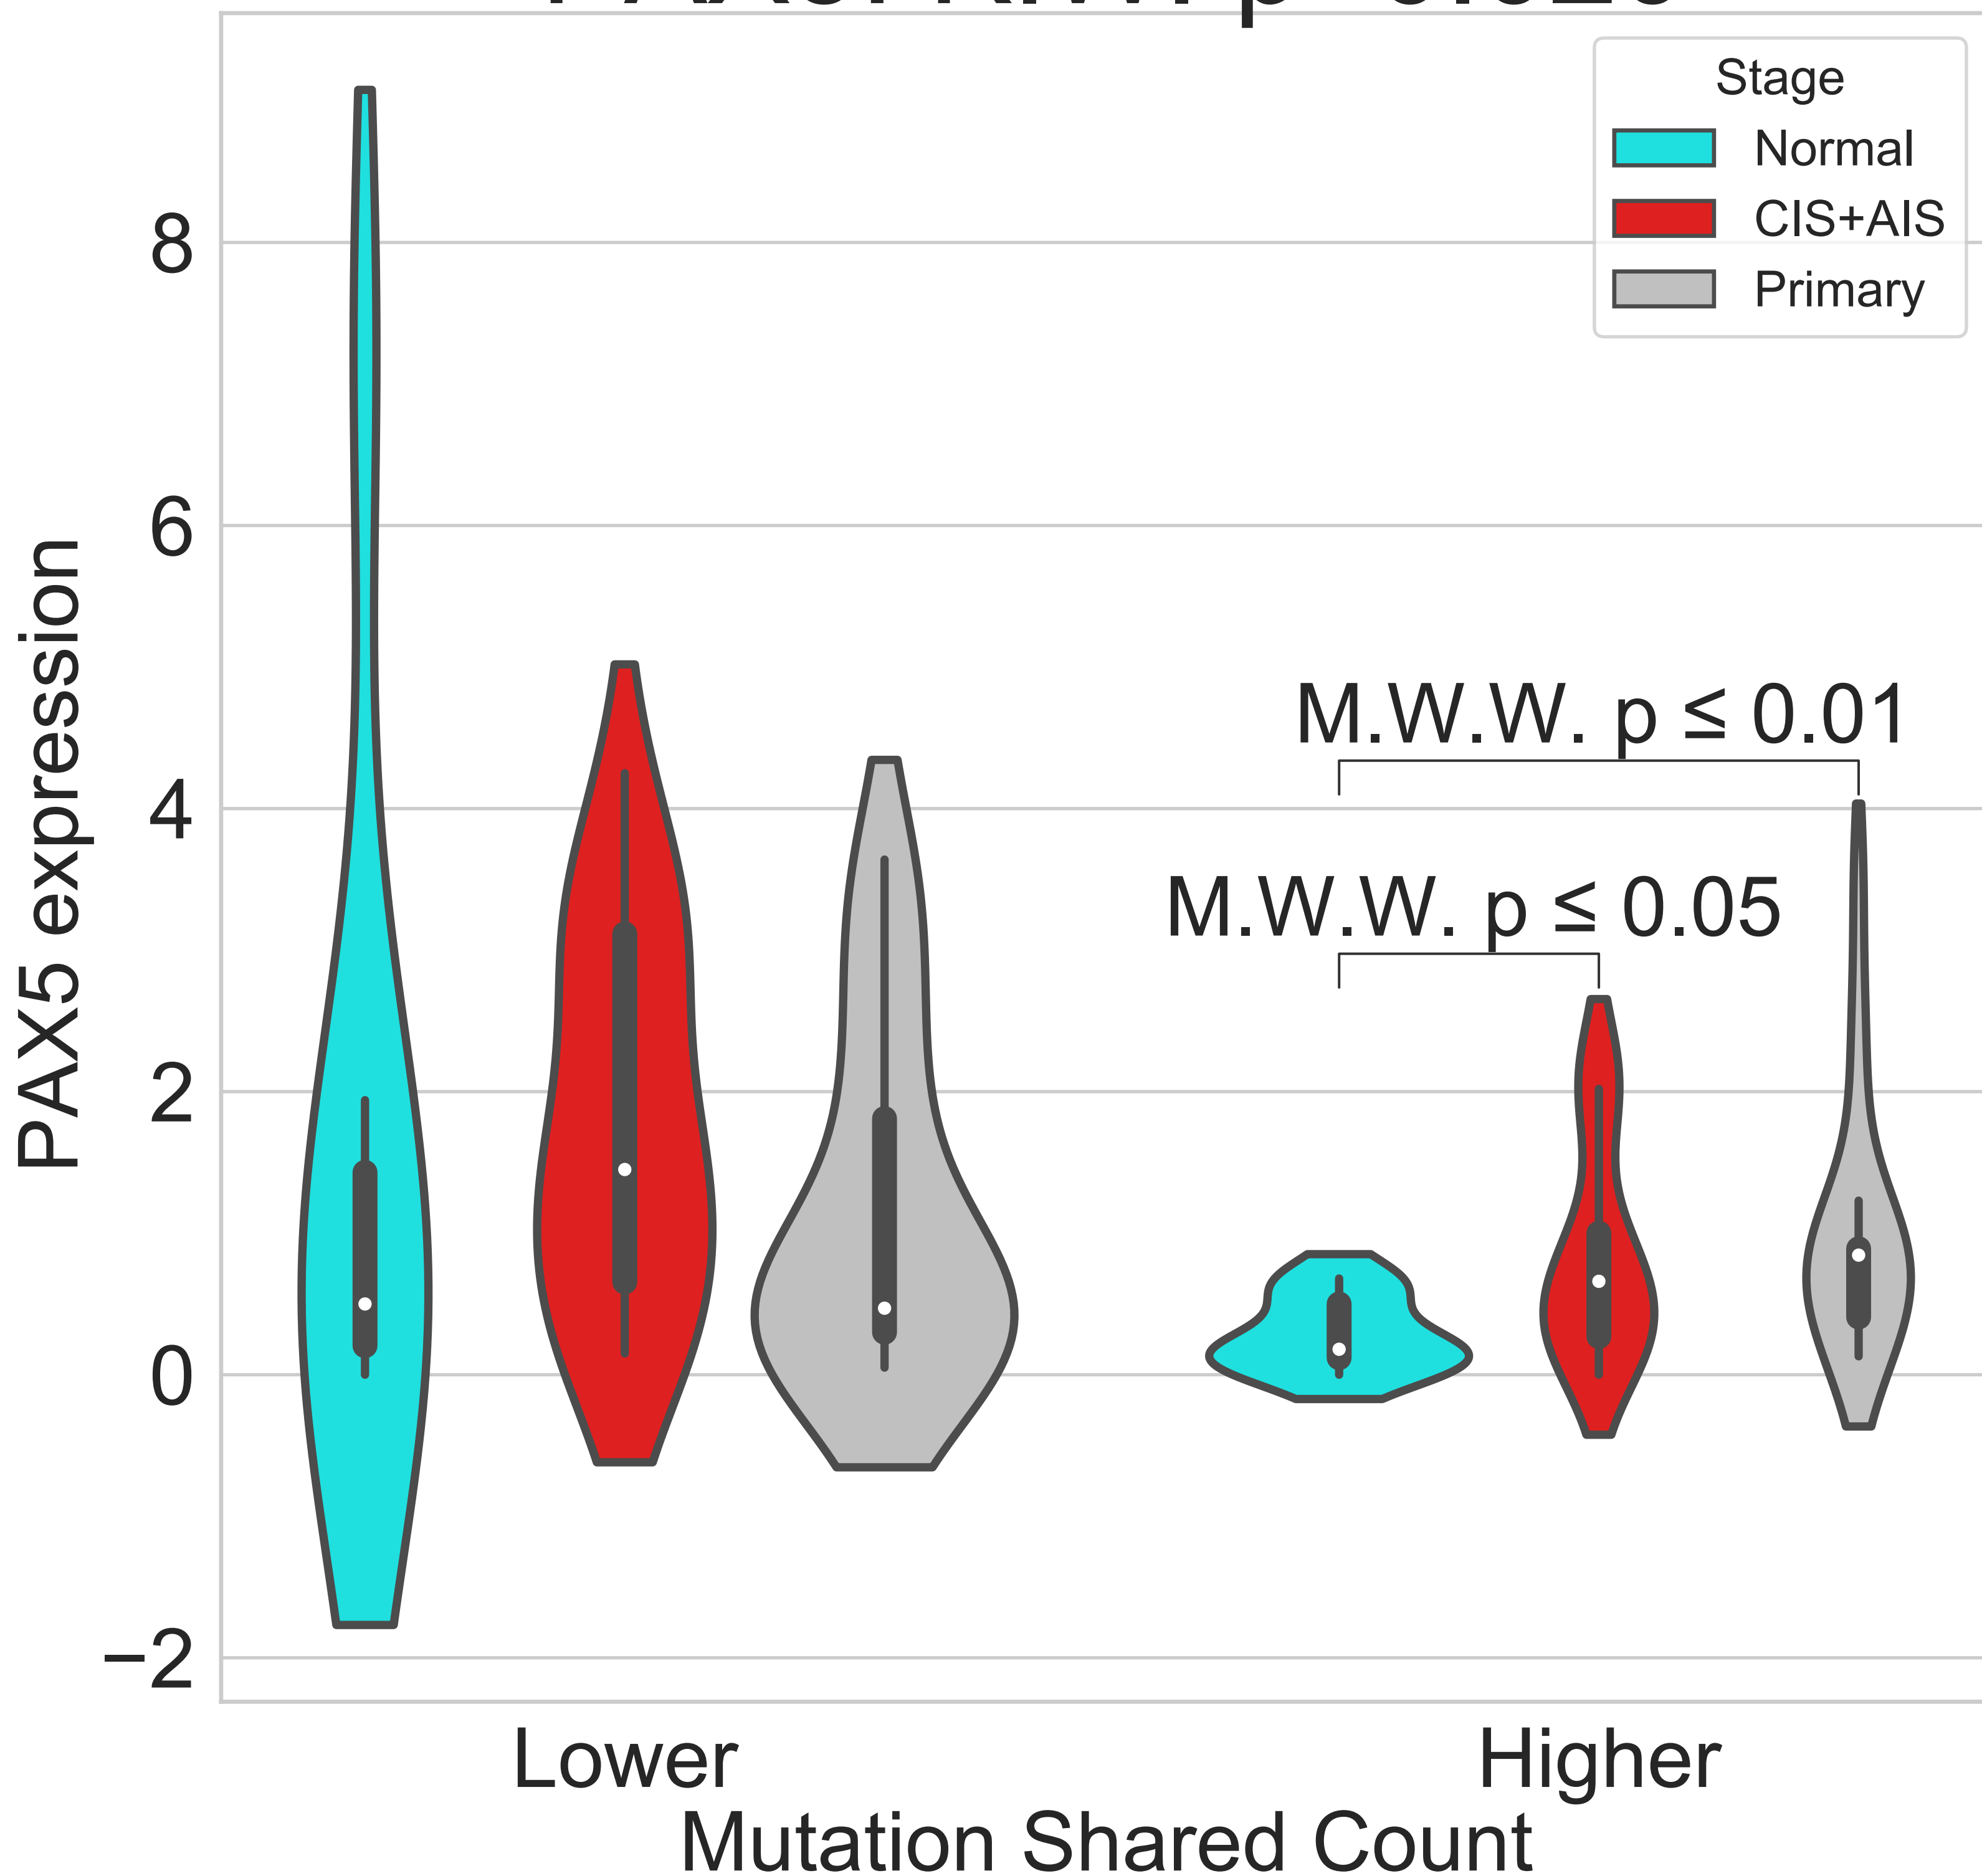 Stage
Normal
CIS+AIS
Primary
8
6
4
2
0
−2
PAX5 expression
M.W.W. p ≤ 0.01
M.W.W. p ≤ 0.05
Lower
Higher
Mutation Shared Count